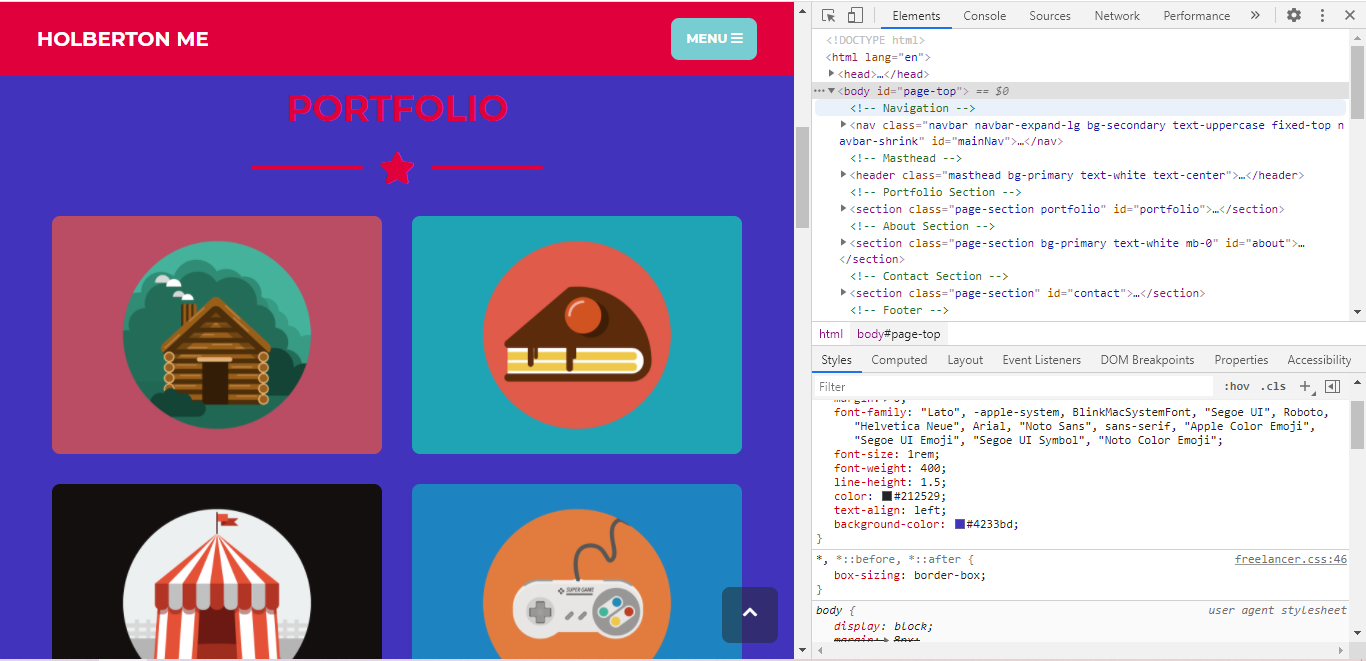 HOLBERTON ME
MENU
PORTFOLIO
SUPER GAME
Elements Console Sources Network Performance
<!DOCTYPE html>
<html lang="en">
<head>…</head>
<body id="page-top"> == $0
<!-- Navigation -->
<nav class="navbar navbar-expand-lg bg-secondary text-uppercase fixed-top n
avbar-shrink" id="mainNav">…</nav>
<!-- Masthead -->
<header class="masthead bg-primary text-white text-center">…</header>
<!-- Portfolio Section -->
<section class="page-section portfolio" id="portfolio">…</section>
<!-- About Section -->
<section class="page-section bg-primary text-white mb-0" id="about">…
</section>
<!-- Contact Section -->
<section class="page-section" id="contact">…</section>
<!-- Footer -->
html body#page-top
Styles Computed Layout Event Listeners DOM Breakpoints Properties Accessibility
Filter :hov .cls
margin: 0;
font-family: "Lato", -apple-system, BlinkMacSystemFont, "Segoe UI", Roboto,
"Helvetica Neue", Arial, "Noto Sans", sans-serif, "Apple Color Emoji",
"Segoe UI Emoji", "Segoe UI Symbol", "Noto Color Emoji";
font-size: 1rem;
font-weight: 400;
line-height: 1.5;
color: #212529;
text-align: left;
background-color: #4233bd;
}
*, *::before, *::after { freelancer.css:46
box-sizing: border-box;
}
body { user agent stylesheet
display: block;
margin: 8px;